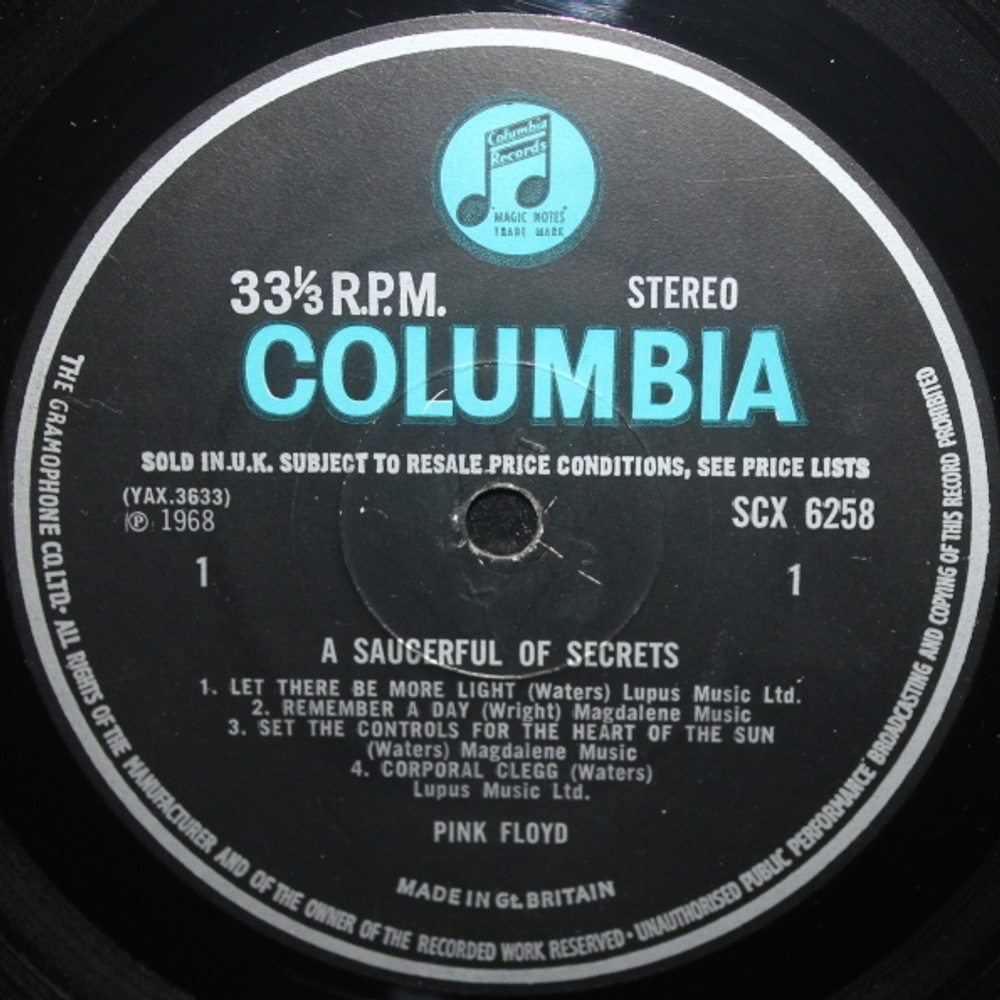 Columbia
Records
"MAGIC NOTES"
TRADE MARK
33⅓ R.P.M.
STEREO
COLUMBIA
SOLD IN U.K. SUBJECT TO RESALE PRICE CONDITIONS, SEE PRICE LISTS
(YAX.3633)
℗ 1968
SCX 6258
1
1
A SAUCERFUL OF SECRETS
1. LET THERE BE MORE LIGHT (Waters) Lupus Music Ltd.
2. REMEMBER A DAY (Wright) Magdalene Music
3. SET THE CONTROLS FOR THE HEART OF THE SUN
(Waters) Magdalene Music
4. CORPORAL CLEGG (Waters)
Lupus Music Ltd.
PINK FLOYD
MADE IN Gt. BRITAIN
THE GRAMOPHONE CO. LTD. · ALL RIGHTS OF THE MANUFACTURER AND OF THE OWNER OF THE RECORDED WORK RESERVED · UNAUTHORISED PUBLIC PERFORMANCE BROADCASTING AND COPYING OF THIS RECORD PROHIBITED